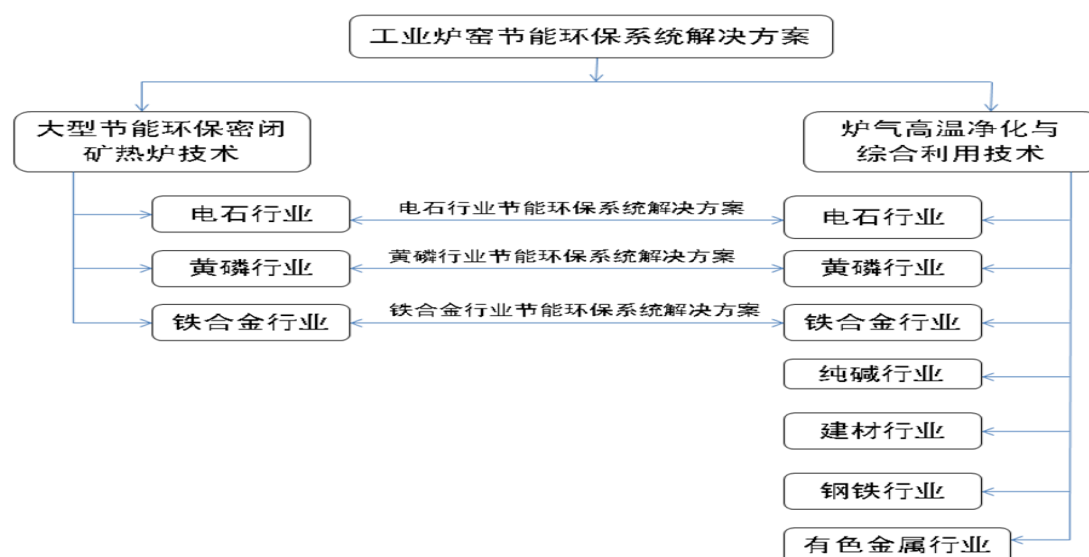 工业炉窑节能环保系统解决方案
大型节能环保密闭
矿热炉技术
炉气高温净化与
综合利用技术
电石行业
电石行业节能环保系统解决方案
电石行业
黄磷行业
黄磷行业节能环保系统解决方案
黄磷行业
铁合金行业
铁合金行业节能环保系统解决方案
铁合金行业
纯碱行业
建材行业
钢铁行业
有色金属行业